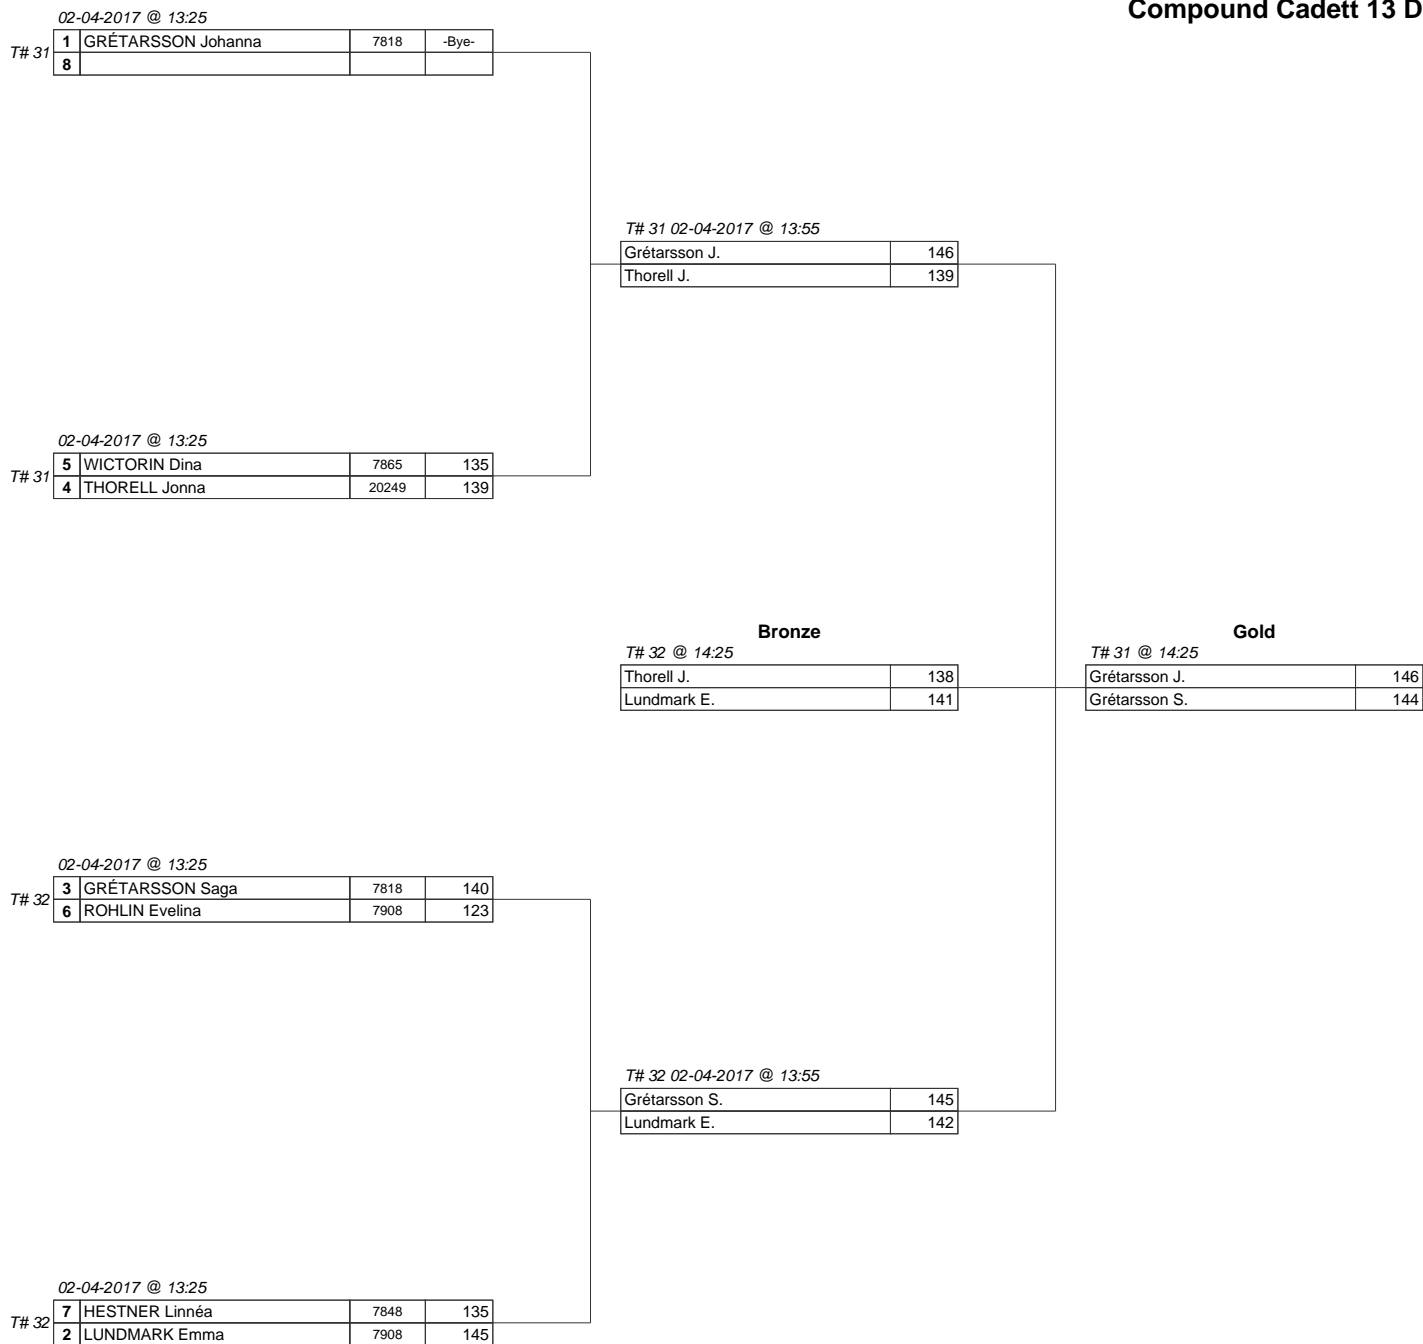 Compound Cadett 13 D
02-04-2017 @ 13:25
T# 31
1 GRÉTARSSON Johanna 7818 -Bye-
8
T# 31 02-04-2017 @ 13:55
Grétarsson J. 146
Thorell J. 139
02-04-2017 @ 13:25
T# 31
5 WICTORIN Dina 7865 135
4 THORELL Jonna 20249 139
Bronze
T# 32 @ 14:25
Thorell J. 138
Lundmark E. 141
Gold
T# 31 @ 14:25
Grétarsson J. 146
Grétarsson S. 144
02-04-2017 @ 13:25
T# 32
3 GRÉTARSSON Saga 7818 140
6 ROHLIN Evelina 7908 123
T# 32 02-04-2017 @ 13:55
Grétarsson S. 145
Lundmark E. 142
02-04-2017 @ 13:25
T# 32
7 HESTNER Linnéa 7848 135
2 LUNDMARK Emma 7908 145